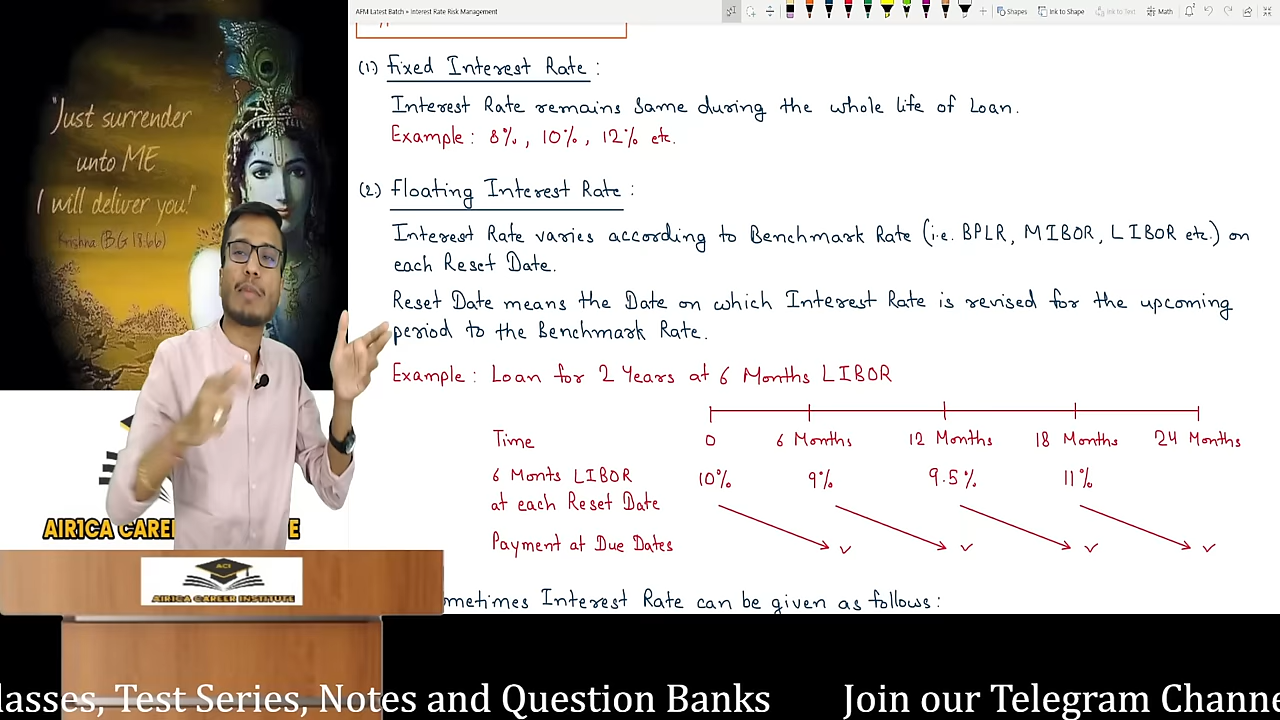 AFM Latest Batch » Interest Rate Risk Management
Shapes
Ink to Shape
Ink to Text
Math
"Just surrender
unto ME
I will deliver you!"
Krishna (B.G 18:66)
(1) Fixed Interest Rate :
Interest Rate remains same during the whole life of Loan.
Example : 8%, 10%, 12% etc.
(2) Floating Interest Rate :
Interest Rate varies according to Benchmark Rate (i.e. BPLR, MIBOR, LIBOR etc.) on
each Reset Date.
Reset Date means the Date on which Interest Rate is revised for the upcoming
period to the Benchmark Rate.
Example : Loan for 2 Years at 6 Months LIBOR
Time 0 6 Months 12 Months 18 Months 24 Months
6 Monts LIBOR 10% 9% 9.5% 11%
at each Reset Date
Payment at Due Dates ✓ ✓ ✓ ✓
ometimes Interest Rate can be given as follows :
AIR1CA CARE
E
ACI
AIR1CA CAREER INSTITUTE
lasses, Test Series, Notes and Question Banks Join our Telegram Channe